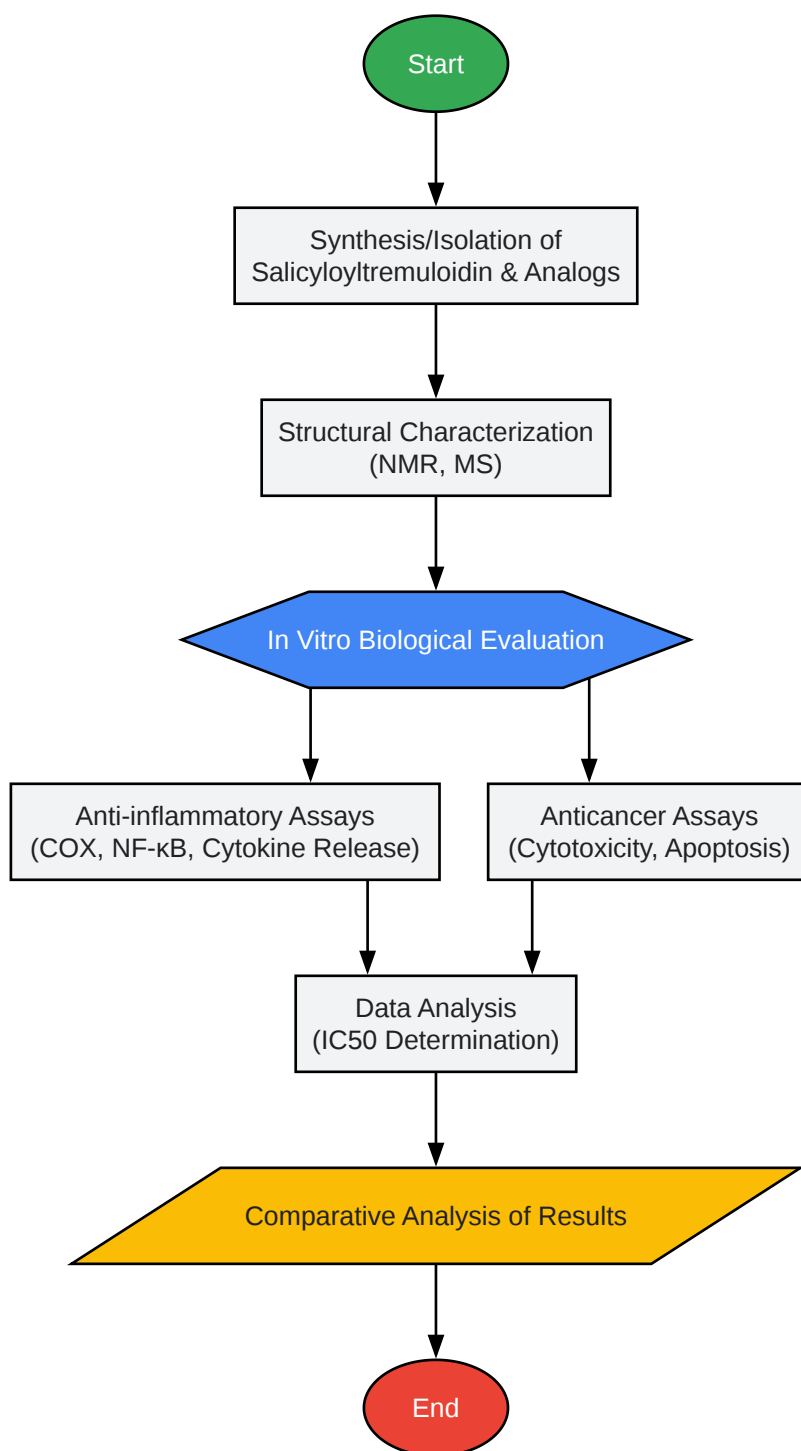 Start
Synthesis/Isolation of
Salicyloyltremuloidin & Analogs
Structural Characterization
(NMR, MS)
In Vitro Biological Evaluation
Anti-inflammatory Assays
(COX, NF-κB, Cytokine Release)
Anticancer Assays
(Cytotoxicity, Apoptosis)
Data Analysis
(IC50 Determination)
Comparative Analysis of Results
End